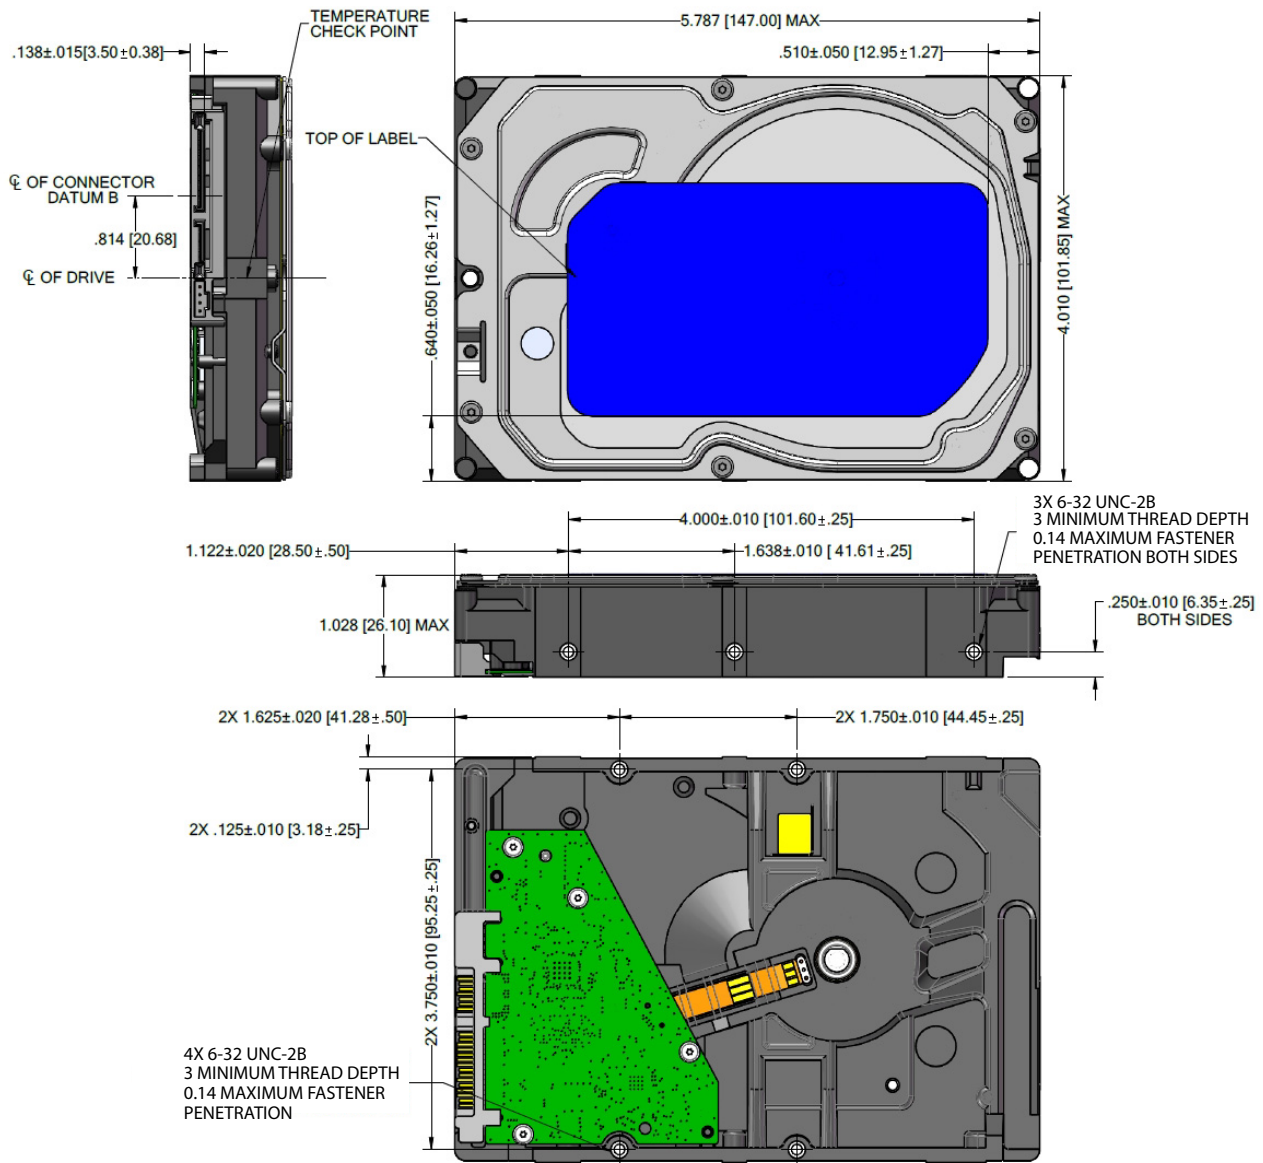 TEMPERATURE
CHECK POINT
5.787 [147.00] MAX
.138±.015[3.50±0.38]
.510±.050 [12.95±1.27]
TOP OF LABEL
℄ OF CONNECTOR
DATUM B
.814 [20.68]
℄ OF DRIVE
.640±.050 [16.26±1.27]
4.010 [101.85] MAX
3X 6-32 UNC-2B
3 MINIMUM THREAD DEPTH
0.14 MAXIMUM FASTENER
PENETRATION BOTH SIDES
4.000±.010 [101.60±.25]
1.122±.020 [28.50±.50]
1.638±.010 [ 41.61±.25]
.250±.010 [6.35±.25]
BOTH SIDES
1.028 [26.10] MAX
2X 1.625±.020 [41.28±.50]
2X 1.750±.010 [44.45±.25]
2X .125±.010 [3.18±.25]
2X 3.750±.010 [95.25±.25]
4X 6-32 UNC-2B
3 MINIMUM THREAD DEPTH
0.14 MAXIMUM FASTENER
PENETRATION